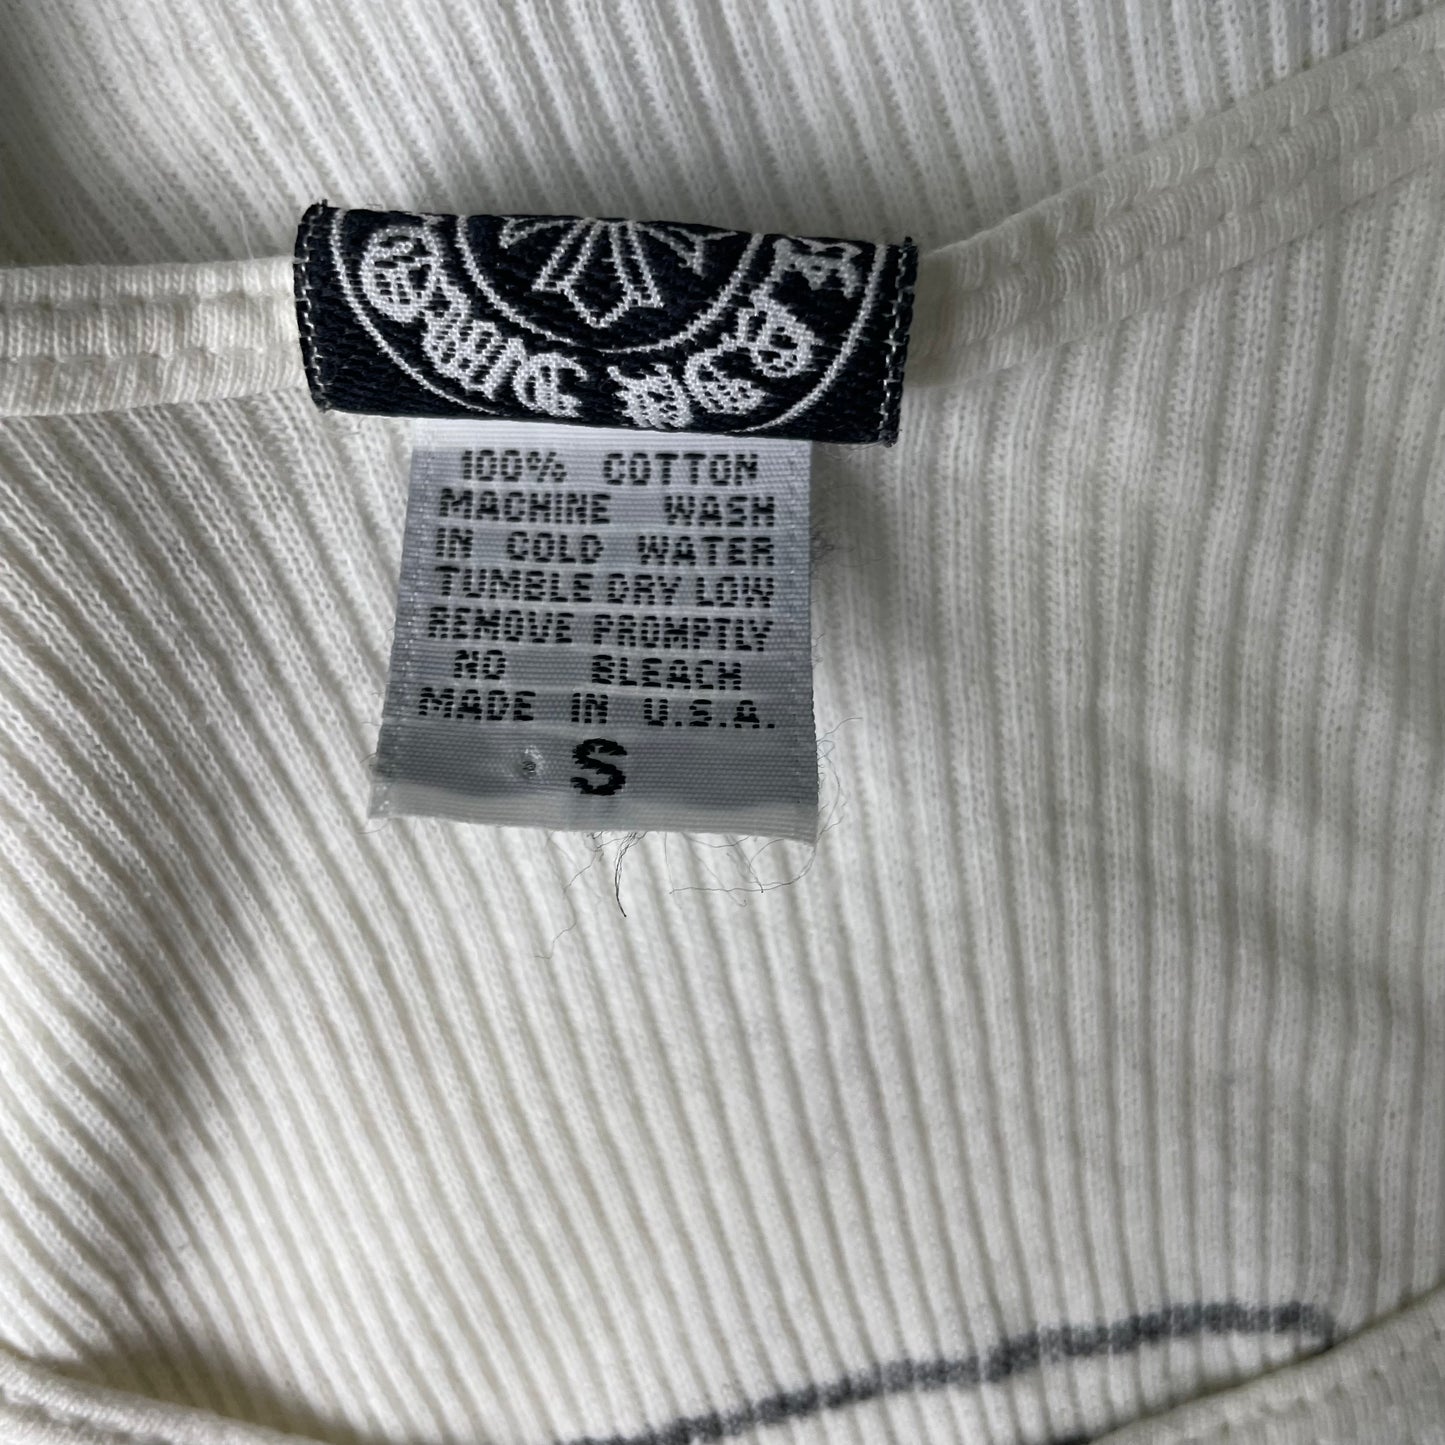 100% COTTON
MACHINE WASH
IN COLD WATER
TUMBLE DRY LOW
REMOVE PROMPTLY
NO BLEACH
MADE IN U.S.A.
S